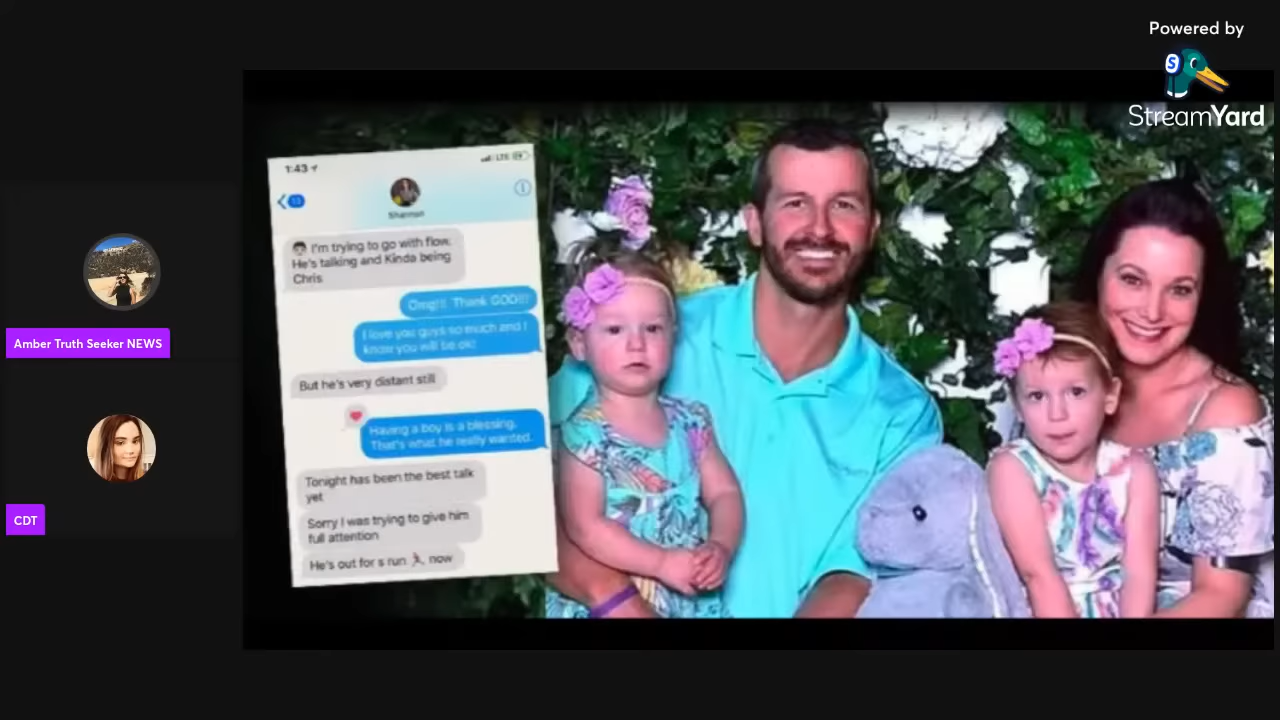 Powered by
StreamYard
1:43
LTE
13
Shannan
I'm trying to go with flow.
He's talking and Kinda being
Chris
Omg!!! Thank GOD!!!
I love you guys so much and I
know you will be ok!
But he's very distant still
Having a boy is a blessing.
That's what he really wanted.
Tonight has been the best talk
yet
Sorry I was trying to give him
full attention
He's out for s run 🏃 now
Amber Truth Seeker NEWS
CDT